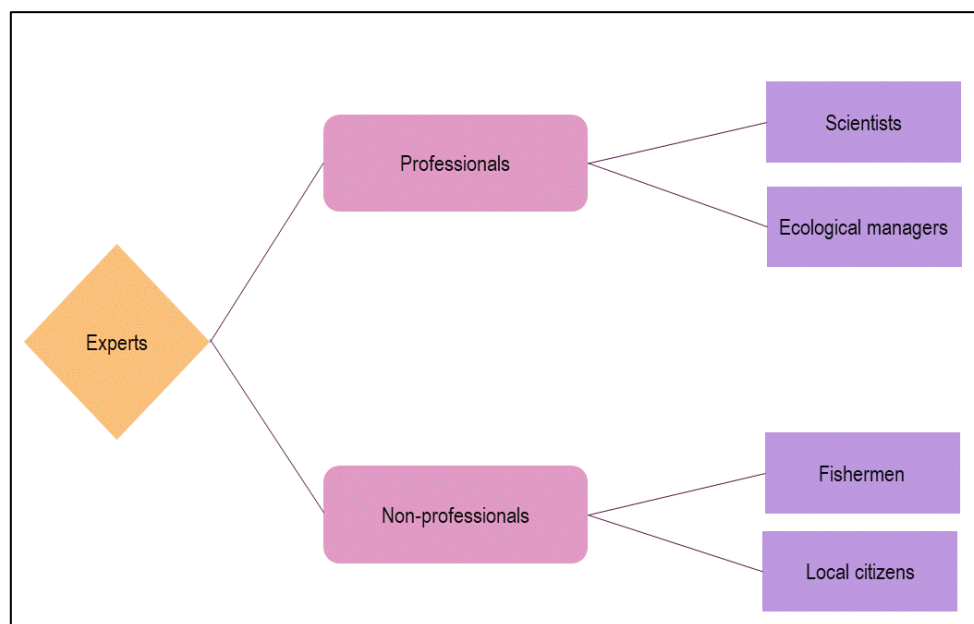 Experts
Professionals
Scientists
Ecological managers
Non-professionals
Fishermen
Local citizens